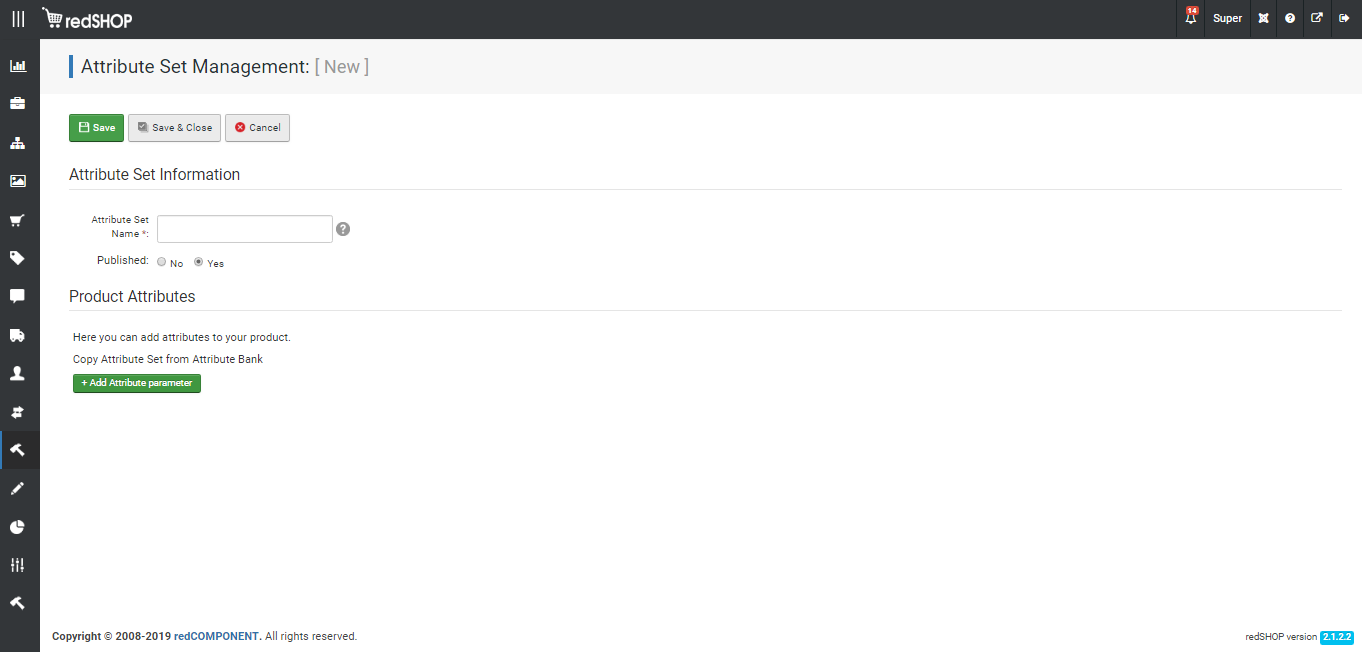 redSHOP
14
Super
Attribute Set Management: [ New ]
Save
Save & Close
Cancel
Attribute Set Information
Attribute Set
Name *:
?
Published:
No
Yes
Product Attributes
Here you can add attributes to your product.
Copy Attribute Set from Attribute Bank
+ Add Attribute parameter
Copyright © 2008-2019 redCOMPONENT. All rights reserved.
redSHOP version 2.1.2.2